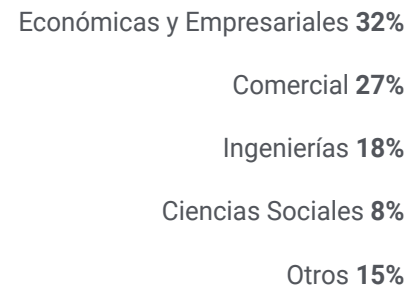 Económicas y Empresariales 32%
Comercial 27%
Ingenierías 18%
Ciencias Sociales 8%
Otros 15%